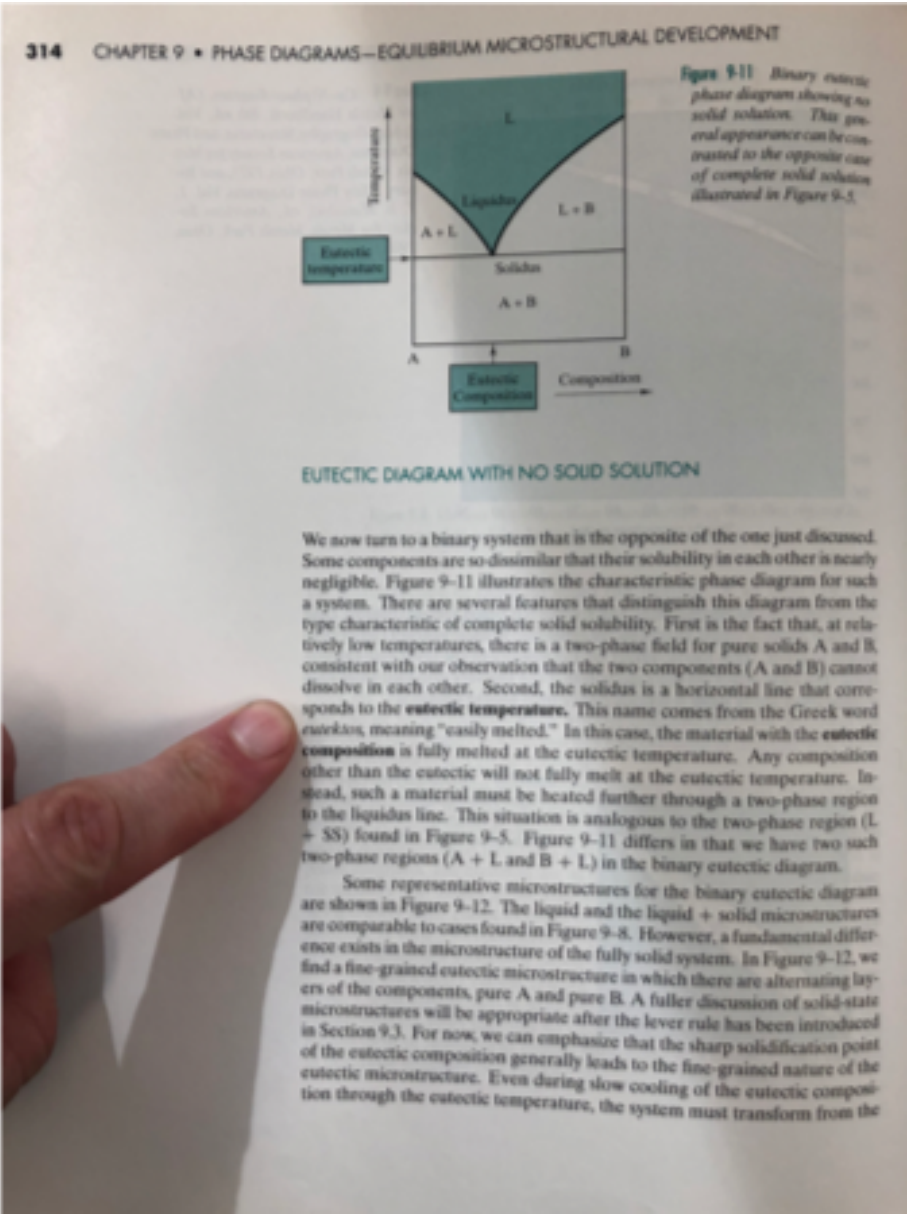 314 CHAPTER 9 • PHASE DIAGRAMS—EQUILIBRIUM MICROSTRUCTURAL DEVELOPMENT
Figure 9-11 Binary eutectic
phase diagram showing no
solid solution. This gen-
eral appearance can be con-
trasted to the opposite case
of complete solid solution
illustrated in Figure 9-5.
Temperature
L
Liquidus
L + B
A + L
Eutectic
temperature
Solidus
A + B
A
B
Eutectic
Composition
Composition
EUTECTIC DIAGRAM WITH NO SOLID SOLUTION
We now turn to a binary system that is the opposite of the one just discussed.
Some components are so dissimilar that their solubility in each other is nearly
negligible. Figure 9-11 illustrates the characteristic phase diagram for such
a system. There are several features that distinguish this diagram from the
type characteristic of complete solid solubility. First is the fact that, at rela-
tively low temperatures, there is a two-phase field for pure solids A and B,
consistent with our observation that the two components (A and B) cannot
dissolve in each other. Second, the solidus is a horizontal line that corre-
sponds to the eutectic temperature. This name comes from the Greek word
eutektos, meaning "easily melted." In this case, the material with the eutectic
composition is fully melted at the eutectic temperature. Any composition
other than the eutectic will not fully melt at the eutectic temperature. In-
stead, such a material must be heated further through a two-phase region
to the liquidus line. This situation is analogous to the two-phase region (L
+ SS) found in Figure 9-5. Figure 9-11 differs in that we have two such
two-phase regions (A + L and B + L) in the binary eutectic diagram.
Some representative microstructures for the binary eutectic diagram
are shown in Figure 9-12. The liquid and the liquid + solid microstructures
are comparable to cases found in Figure 9-8. However, a fundamental differ-
ence exists in the microstructure of the fully solid system. In Figure 9-12, we
find a fine-grained eutectic microstructure in which there are alternating lay-
ers of the components, pure A and pure B. A fuller discussion of solid-state
microstructures will be appropriate after the lever rule has been introduced
in Section 9.3. For now, we can emphasize that the sharp solidification point
of the eutectic composition generally leads to the fine-grained nature of the
eutectic microstructure. Even during slow cooling of the eutectic composi-
tion through the eutectic temperature, the system must transform from the